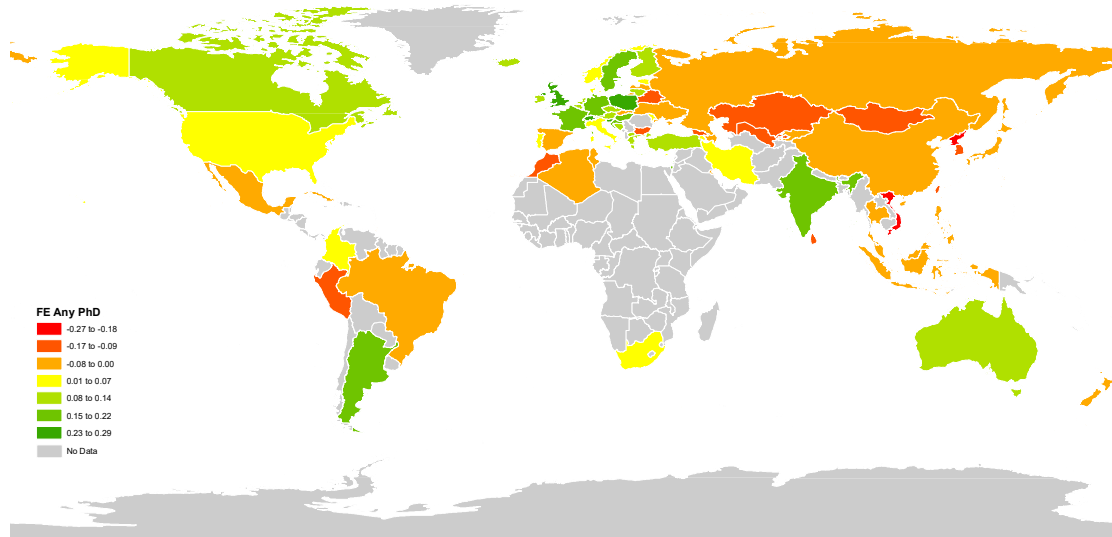 FE Any PhD
-0.27 to -0.18
-0.17 to -0.09
-0.08 to 0.00
0.01 to 0.07
0.08 to 0.14
0.15 to 0.22
0.23 to 0.29
No Data